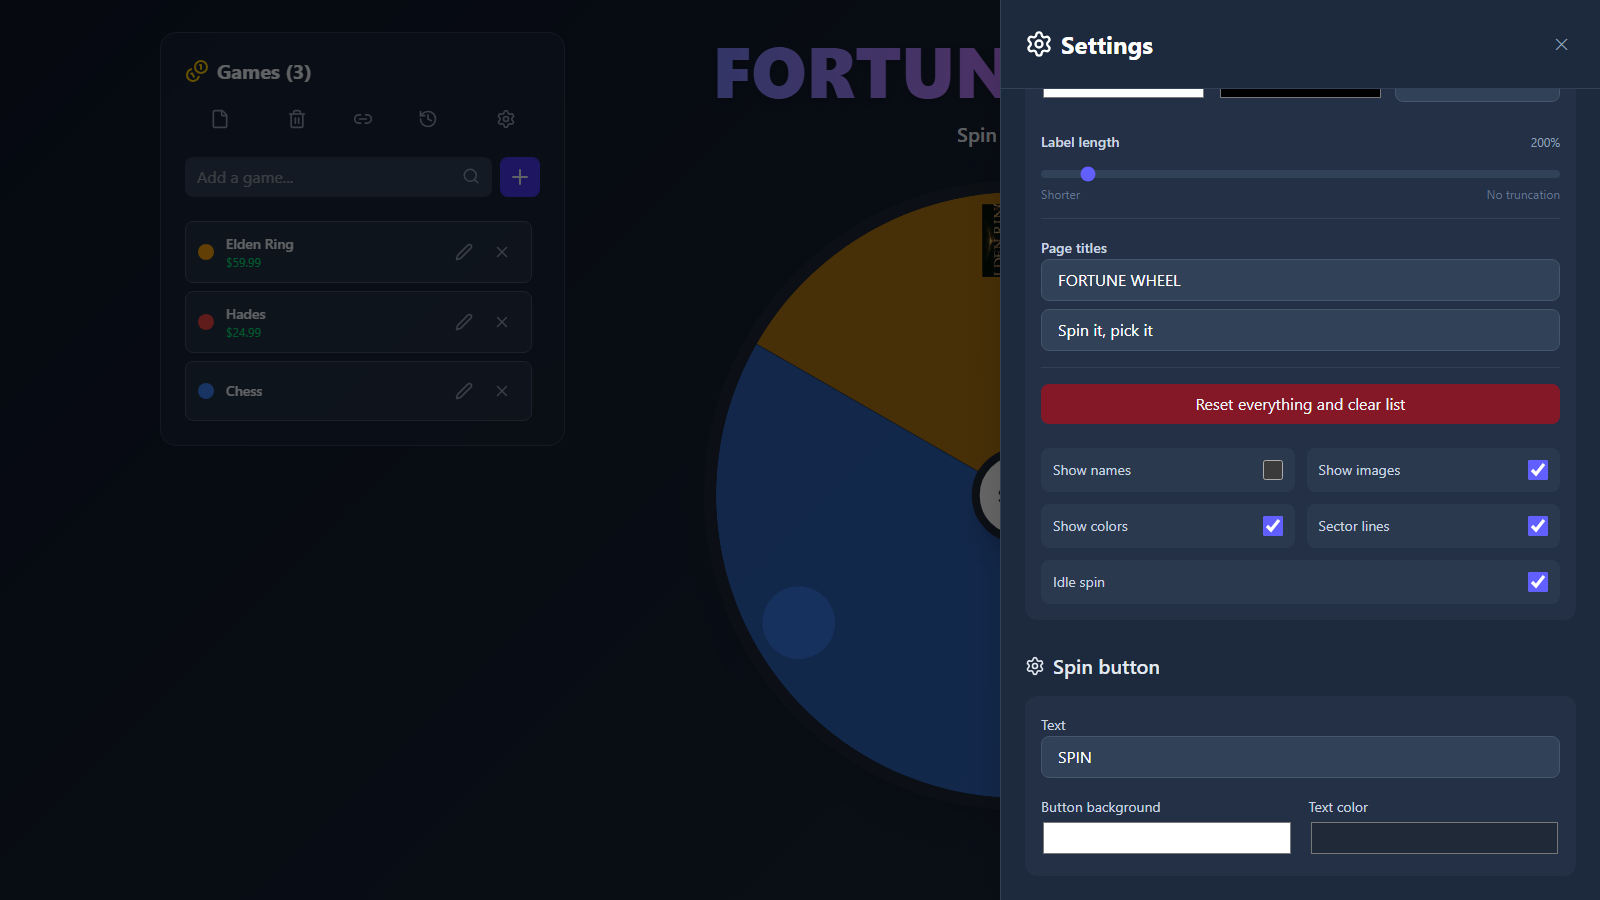 Games (3)
Add a game...
Elden Ring
$59.99
Hades
$24.99
Chess
FORTUN
Spin
Settings
Label length
200%
Shorter
No truncation
Page titles
FORTUNE WHEEL
Spin it, pick it
Reset everything and clear list
Show names
Show images
Show colors
Sector lines
Idle spin
Spin button
Text
SPIN
Button background
Text color